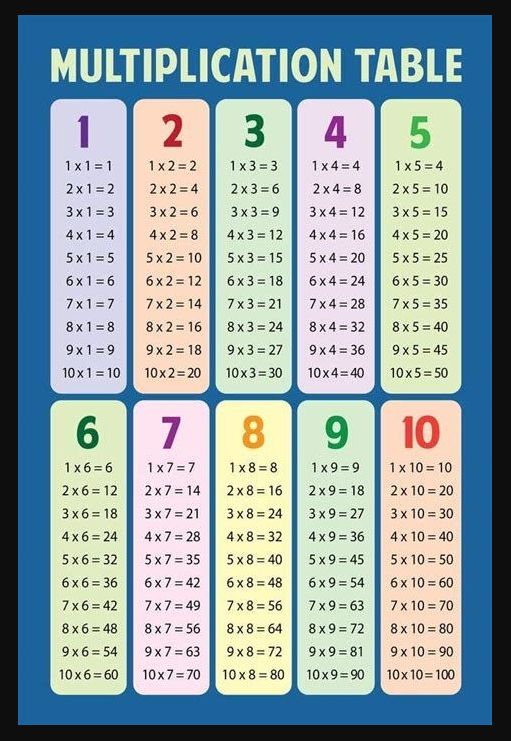 MULTIPLICATION TABLE
1
1 x 1 = 1
2 x 1 = 2
3 x 1 = 3
4 x 1 = 4
5 x 1 = 5
6 x 1 = 6
7 x 1 = 7
8 x 1 = 8
9 x 1 = 9
10 x 1 = 10
2
1 x 2 = 2
2 x 2 = 4
3 x 2 = 6
4 x 2 = 8
5 x 2 = 10
6 x 2 = 12
7 x 2 = 14
8 x 2 = 16
9 x 2 = 18
10 x 2 = 20
3
1 x 3 = 3
2 x 3 = 6
3 x 3 = 9
4 x 3 = 12
5 x 3 = 15
6 x 3 = 18
7 x 3 = 21
8 x 3 = 24
9 x 3 = 27
10 x 3 = 30
4
1 x 4 = 4
2 x 4 = 8
3 x 4 = 12
4 x 4 = 16
5 x 4 = 20
6 x 4 = 24
7 x 4 = 28
8 x 4 = 32
9 x 4 = 36
10 x 4 = 40
5
1 x 5 = 4
2 x 5 = 10
3 x 5 = 15
4 x 5 = 20
5 x 5 = 25
6 x 5 = 30
7 x 5 = 35
8 x 5 = 40
9 x 5 = 45
10 x 5 = 50
6
1 x 6 = 6
2 x 6 = 12
3 x 6 = 18
4 x 6 = 24
5 x 6 = 32
6 x 6 = 36
7 x 6 = 42
8 x 6 = 48
9 x 6 = 54
10 x 6 = 60
7
1 x 7 = 7
2 x 7 = 14
3 x 7 = 21
4 x 7 = 28
5 x 7 = 35
6 x 7 = 42
7 x 7 = 49
8 x 7 = 56
9 x 7 = 63
10 x 7 = 70
8
1 x 8 = 8
2 x 8 = 16
3 x 8 = 24
4 x 8 = 32
5 x 8 = 40
6 x 8 = 48
7 x 8 = 56
8 x 8 = 64
9 x 8 = 72
10 x 8 = 80
9
1 x 9 = 9
2 x 9 = 18
3 x 9 = 27
4 x 9 = 36
5 x 9 = 45
6 x 9 = 54
7 x 9 = 63
8 x 9 = 72
9 x 9 = 81
10 x 9 = 90
10
1 x 10 = 10
2 x 10 = 20
3 x 10 = 30
4 x 10 = 40
5 x 10 = 50
6 x 10 = 60
7 x 10 = 70
8 x 10 = 80
9 x 10 = 90
10 x 10 = 100